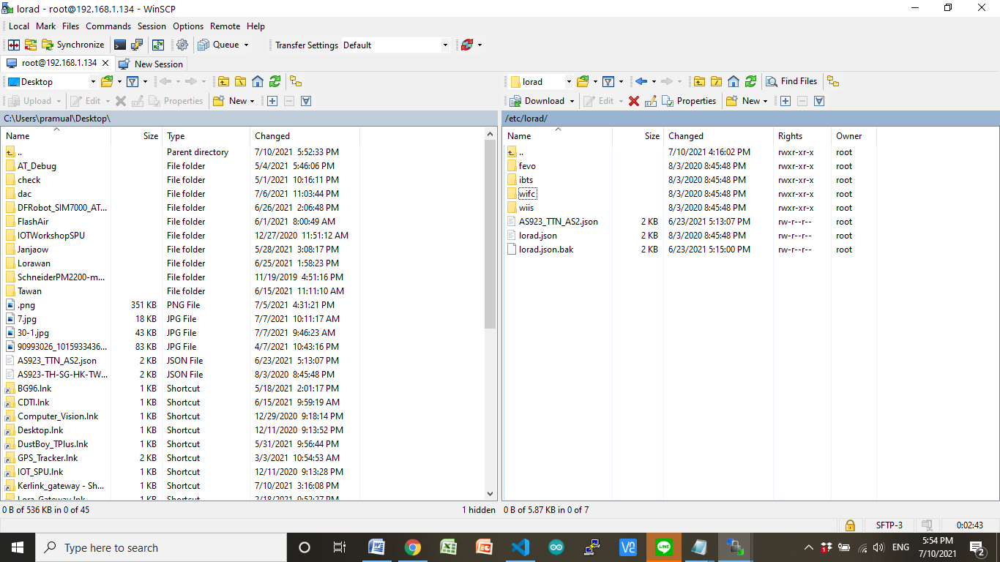 lorad - root@192.168.1.134 - WinSCP
Local Mark Files Commands Session Options Remote Help
Synchronize Queue Transfer Settings Default
root@192.168.1.134 New Session
Desktop
Upload Edit Properties New
C:\Users\pramual\Desktop\
Name Size Type Changed
.. Parent directory 7/10/2021 5:52:33 PM
AT_Debug File folder 5/4/2021 5:46:06 PM
check File folder 5/1/2021 10:16:11 PM
dac File folder 7/6/2021 11:03:44 PM
DFRobot_SIM7000_AT... File folder 6/26/2021 2:06:48 PM
FlashAir File folder 6/1/2021 8:00:49 AM
IOTWorkshopSPU File folder 12/27/2020 11:51:12 AM
Janjaow File folder 5/28/2021 3:08:17 PM
Lorawan File folder 6/25/2021 1:58:23 PM
SchneiderPM2200-m... File folder 11/19/2019 4:51:16 PM
Tawan File folder 6/15/2021 11:11:10 AM
.png 351 KB PNG File 7/5/2021 4:31:21 PM
7.jpg 18 KB JPG File 7/7/2021 10:11:17 AM
30-1.jpg 43 KB JPG File 7/7/2021 9:46:23 AM
90993026_1015933436... 83 KB JPG File 4/7/2021 10:43:16 PM
AS923_TTN_AS2.json 2 KB JSON File 6/23/2021 5:13:07 PM
AS923-TH-SG-HK-TW... 2 KB JSON File 8/3/2020 8:45:48 PM
BG96.lnk 1 KB Shortcut 5/18/2021 2:01:17 PM
CDTI.lnk 1 KB Shortcut 6/15/2021 9:59:19 AM
Computer_Vision.lnk 1 KB Shortcut 12/29/2020 9:18:14 PM
Desktop.lnk 1 KB Shortcut 12/11/2020 9:13:52 PM
DustBoy_TPlus.lnk 1 KB Shortcut 5/31/2021 9:56:44 PM
GPS_Tracker.lnk 2 KB Shortcut 3/3/2021 10:54:53 AM
IOT_SPU.lnk 1 KB Shortcut 12/11/2020 9:13:28 PM
Kerlink_gateway - Sh... 1 KB Shortcut 7/10/2021 3:16:08 PM
Lora_Gateway.lnk 1 KB Shortcut 2/18/2021 9:52:27 PM
0 B of 536 KB in 0 of 45 1 hidden
lorad Find Files
Download Edit Properties New
/etc/lorad/
Name Size Changed Rights Owner
.. 7/10/2021 4:16:02 PM rwxr-xr-x root
fevo 8/3/2020 8:45:48 PM rwxr-xr-x root
ibts 8/3/2020 8:45:48 PM rwxr-xr-x root
wifc 8/3/2020 8:45:48 PM rwxr-xr-x root
wiis 8/3/2020 8:45:48 PM rwxr-xr-x root
AS923_TTN_AS2.json 2 KB 6/23/2021 5:13:07 PM rw-r--r-- root
lorad.json 2 KB 8/3/2020 8:45:48 PM rw-r--r-- root
lorad.json.bak 2 KB 6/23/2021 5:15:00 PM rw-r--r-- root
0 B of 5.87 KB in 0 of 7
SFTP-3 0:02:43
Type here to search
ENG
5:54 PM
7/10/2021
2